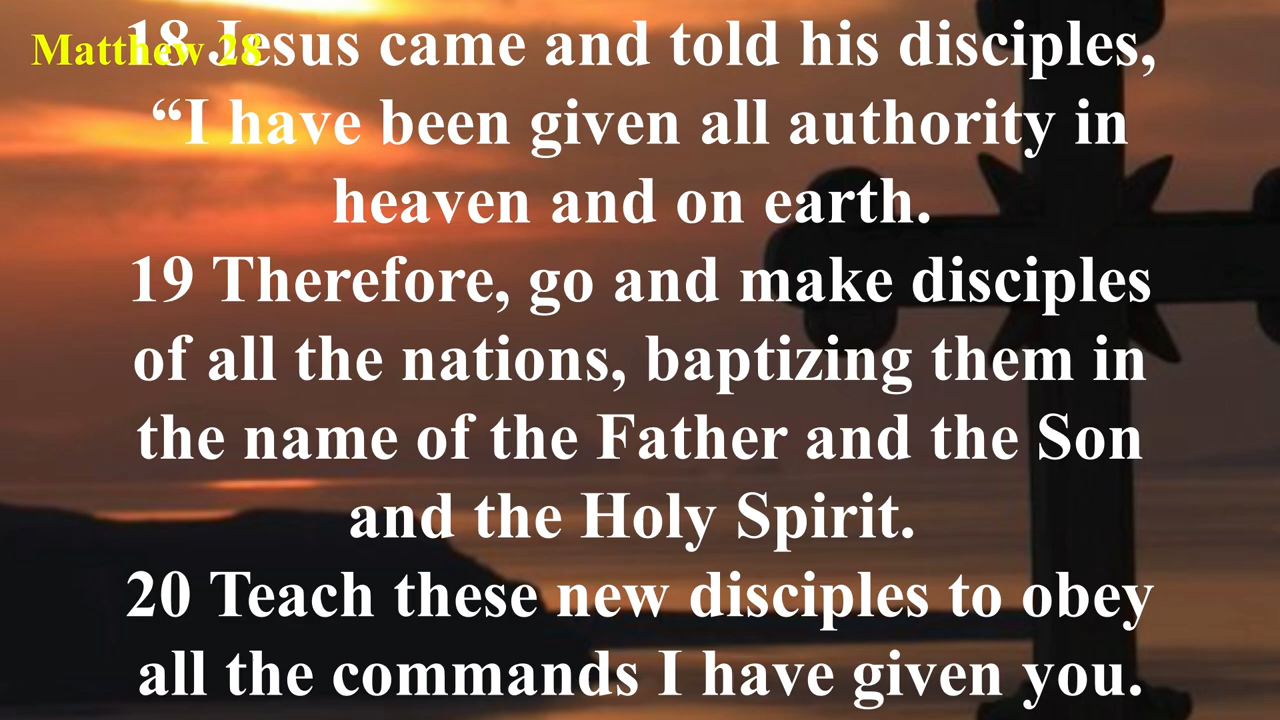 Matthew 28
18 Jesus came and told his disciples,
“I have been given all authority in
heaven and on earth.
19 Therefore, go and make disciples
of all the nations, baptizing them in
the name of the Father and the Son
and the Holy Spirit.
20 Teach these new disciples to obey
all the commands I have given you.